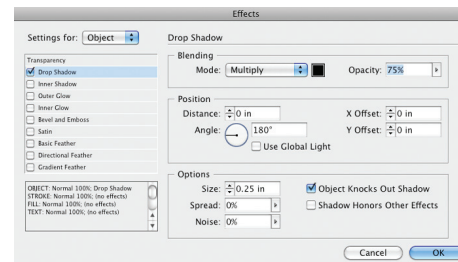 Effects
Settings for: Object
Transparency
Drop Shadow
Inner Shadow
Outer Glow
Inner Glow
Bevel and Emboss
Satin
Basic Feather
Directional Feather
Gradient Feather
OBJECT: Normal 100%; Drop Shadow
STROKE: Normal 100%; (no effects)
FILL: Normal 100%; (no effects)
TEXT: Normal 100%; (no effects)
Drop Shadow
Blending
Mode: Multiply Opacity: 75%
Position
Distance: 0 in X Offset: 0 in
Angle: 180° Y Offset: 0 in
Use Global Light
Options
Size: 0.25 in Object Knocks Out Shadow
Spread: 0% Shadow Honors Other Effects
Noise: 0%
Cancel OK